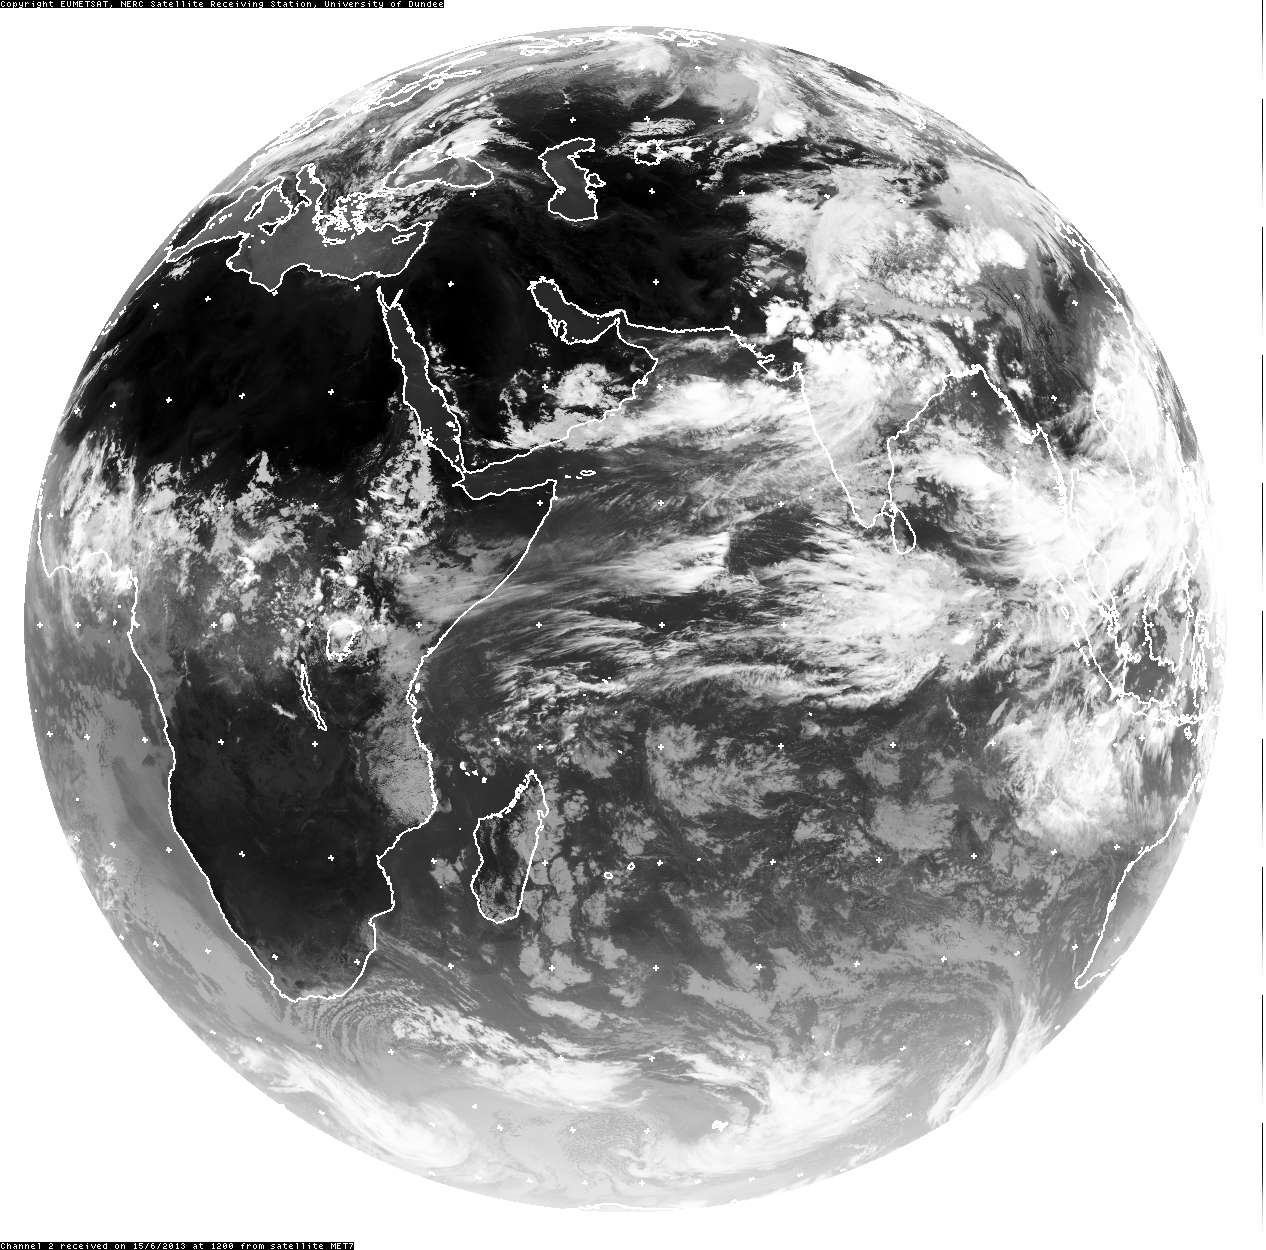 Copyright EUMETSAT, NERC Satellite Receiving Station, University of Dundee
Channel 2 received on 15/6/2013 at 1200 from satellite MET7